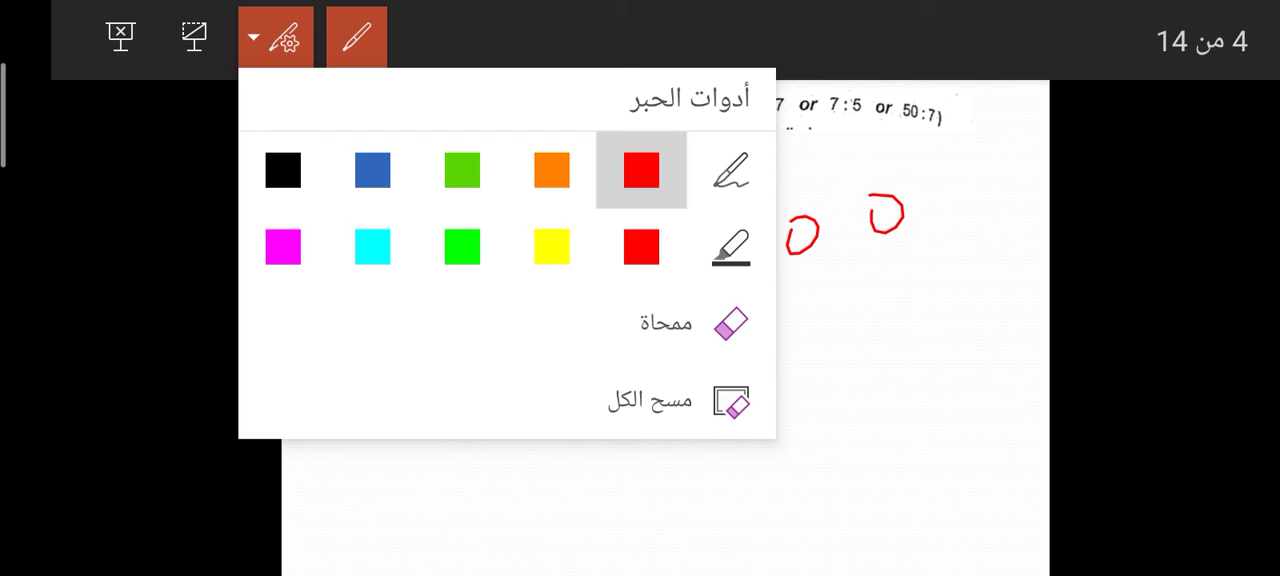 4 من 14
أدوات الحبر
7 or 7:5 or 50:7)
ممحاة
مسح الكل